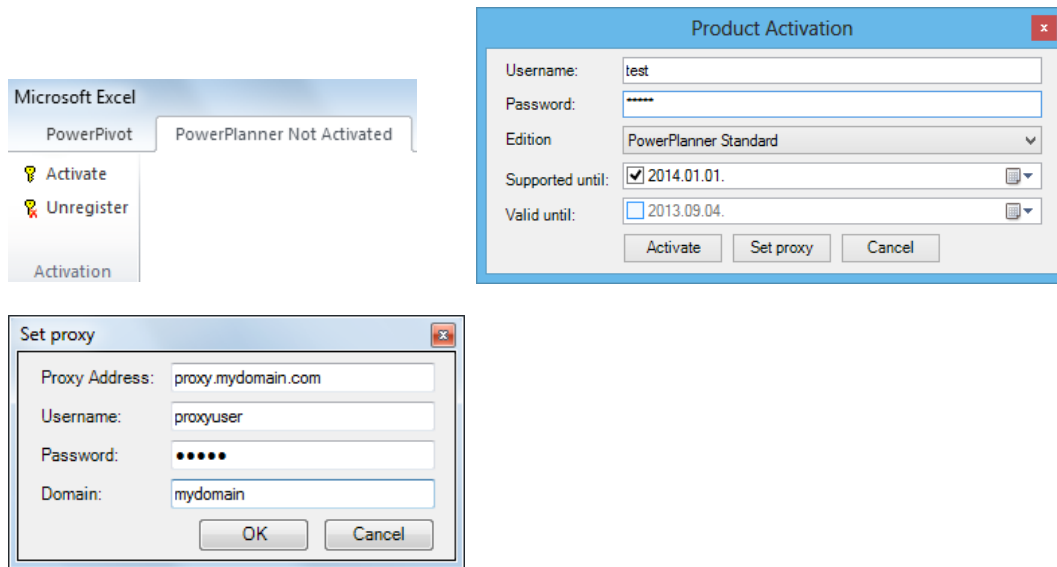 Microsoft Excel
PowerPivot PowerPlanner Not Activated
Activate
Unregister
Activation
Product Activation
Username: test
Password: *****
Edition PowerPlanner Standard
Supported until: 2014.01.01.
Valid until: 2013.09.04.
Activate Set proxy Cancel
Set proxy
Proxy Address: proxy.mydomain.com
Username: proxyuser
Password: ●●●●●
Domain: mydomain
OK Cancel